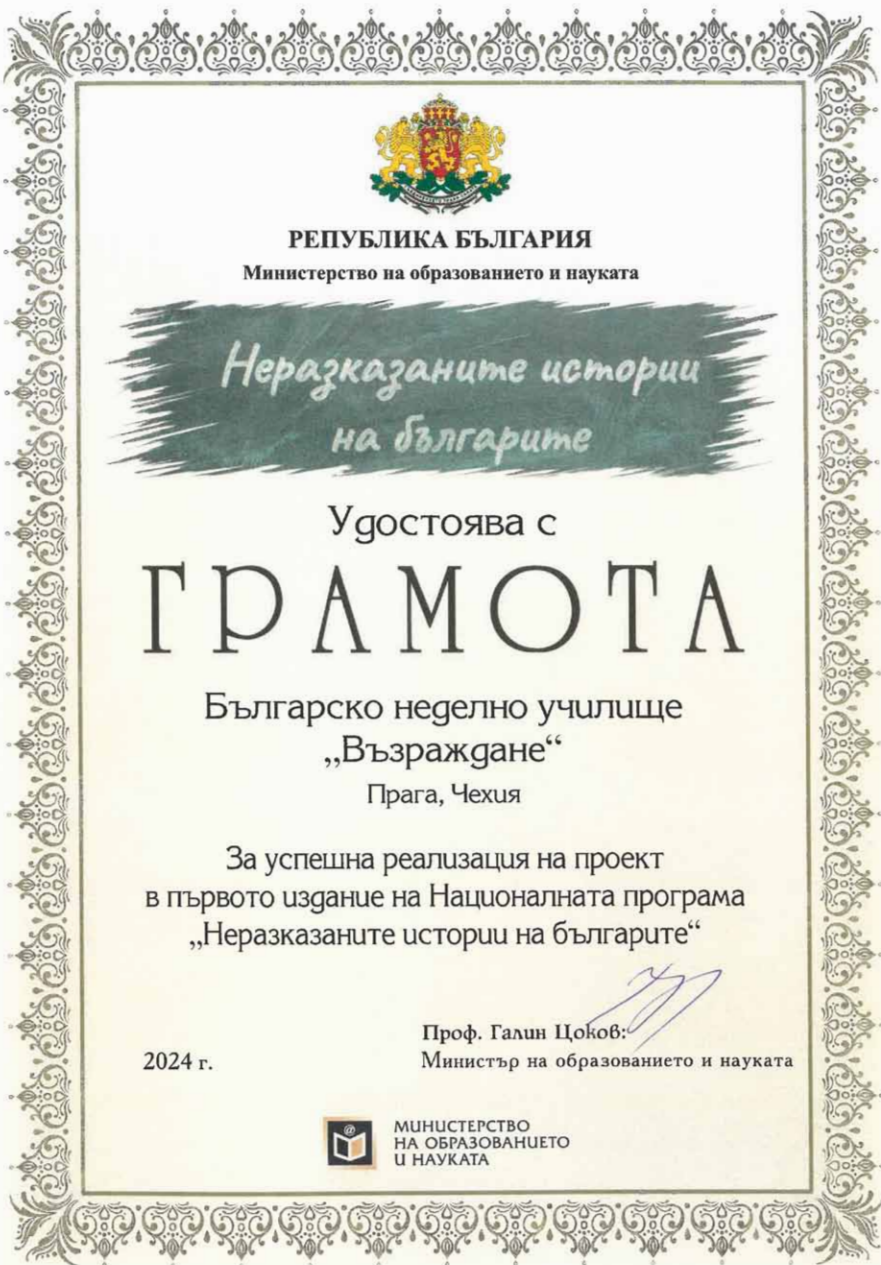 РЕПУБЛИКА БЪЛГАРИЯ
Министерство на образованието и науката
Неразказаните истории
на българите
Удостоява с
ГРАМОТА
Българско неделно училище
„Възраждане“
Прага, Чехия
За успешна реализация на проект
в първото издание на Националната програма
„Неразказаните истории на българите“
Проф. Галин Цоков:
2024 г.
Министър на образованието и науката
@
МИНИСТЕРСТВО
НА ОБРАЗОВАНИЕТО
И НАУКАТА